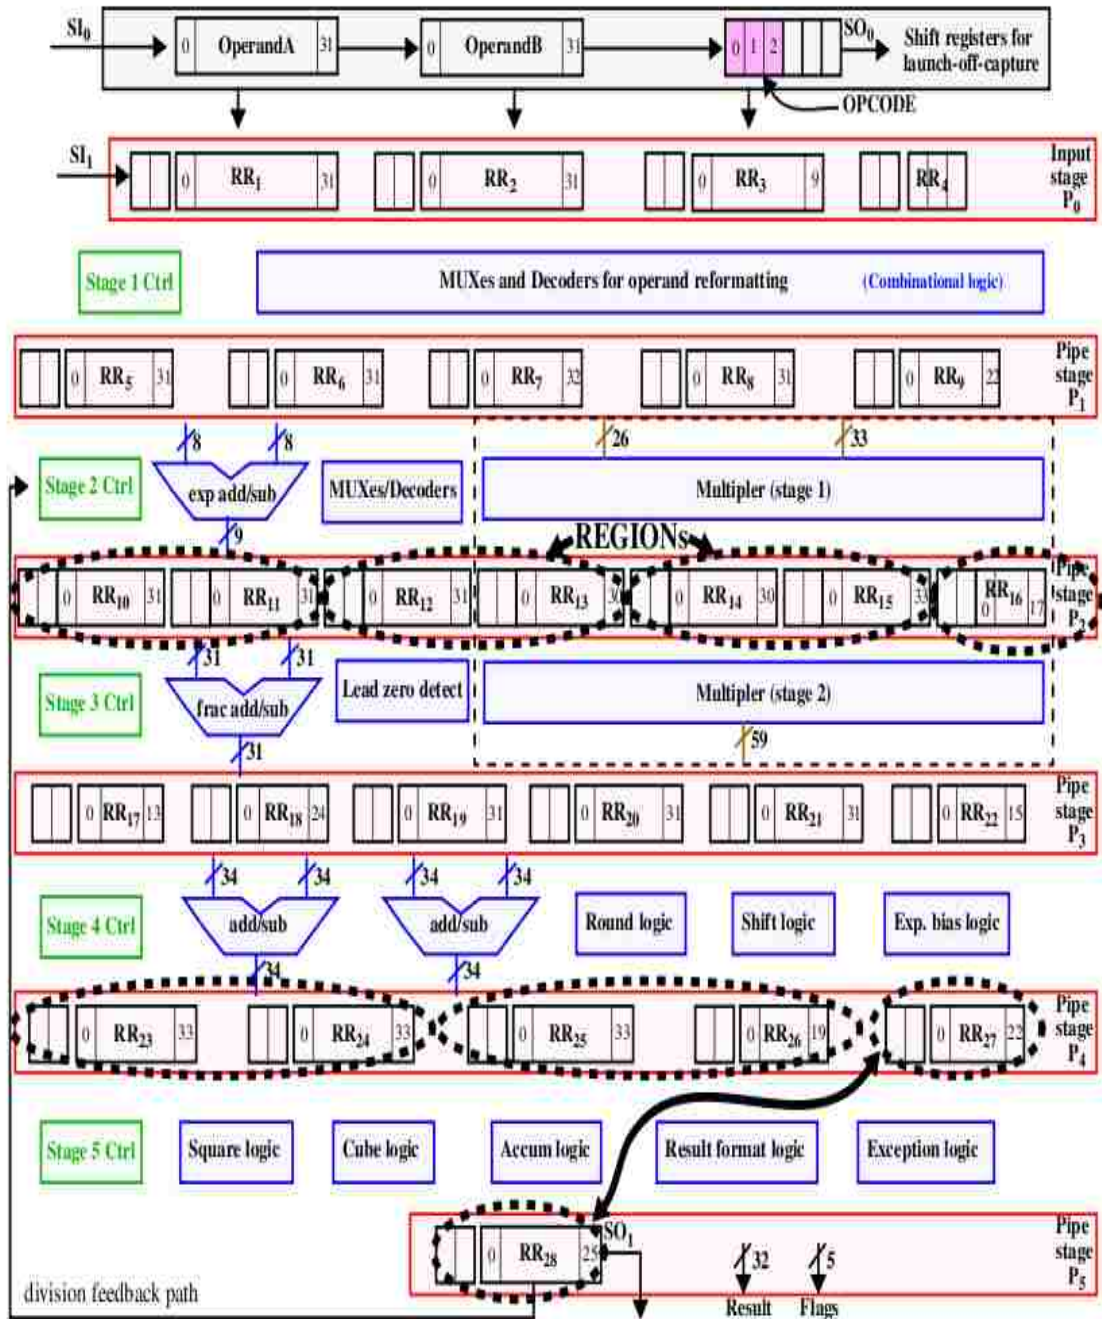 SI0 0 OperandA 31 0 OperandB 31 0 1 2 SO0 Shift registers for
launch-off-capture
OPCODE
SI1 0 RR1 31 0 RR2 31 0 RR3 9 RR4 Input
stage
P0
Stage 1 Ctrl MUXes and Decoders for operand reformatting (Combinational logic)
0 RR5 31 0 RR6 31 0 RR7 32 0 RR8 31 0 RR9 22 Pipe
stage
P1
8 8 26 33
Stage 2 Ctrl exp add/sub MUXes/Decoders Multipler (stage 1)
9 REGIONs
0 RR10 31 0 RR11 31 0 RR12 31 RR13 0 RR14 30 RR15 33 RR16 0 17 Pipe
stage
P2
31 31
Stage 3 Ctrl frac add/sub Lead zero detect Multipler (stage 2)
31 59
0 RR17 13 0 RR18 24 0 RR19 31 0 RR20 31 0 RR21 31 0 RR22 15 Pipe
stage
P3
34 34 34 34
Stage 4 Ctrl add/sub add/sub Round logic Shift logic Exp. bias logic
34 34
0 RR23 33 0 RR24 33 0 RR25 33 0 RR26 19 0 RR27 22 Pipe
stage
P4
Stage 5 Ctrl Square logic Cube logic Accum logic Result format logic Exception logic
0 RR28 25 SO1 32 5 Pipe
stage
P5
division feedback path Result Flags